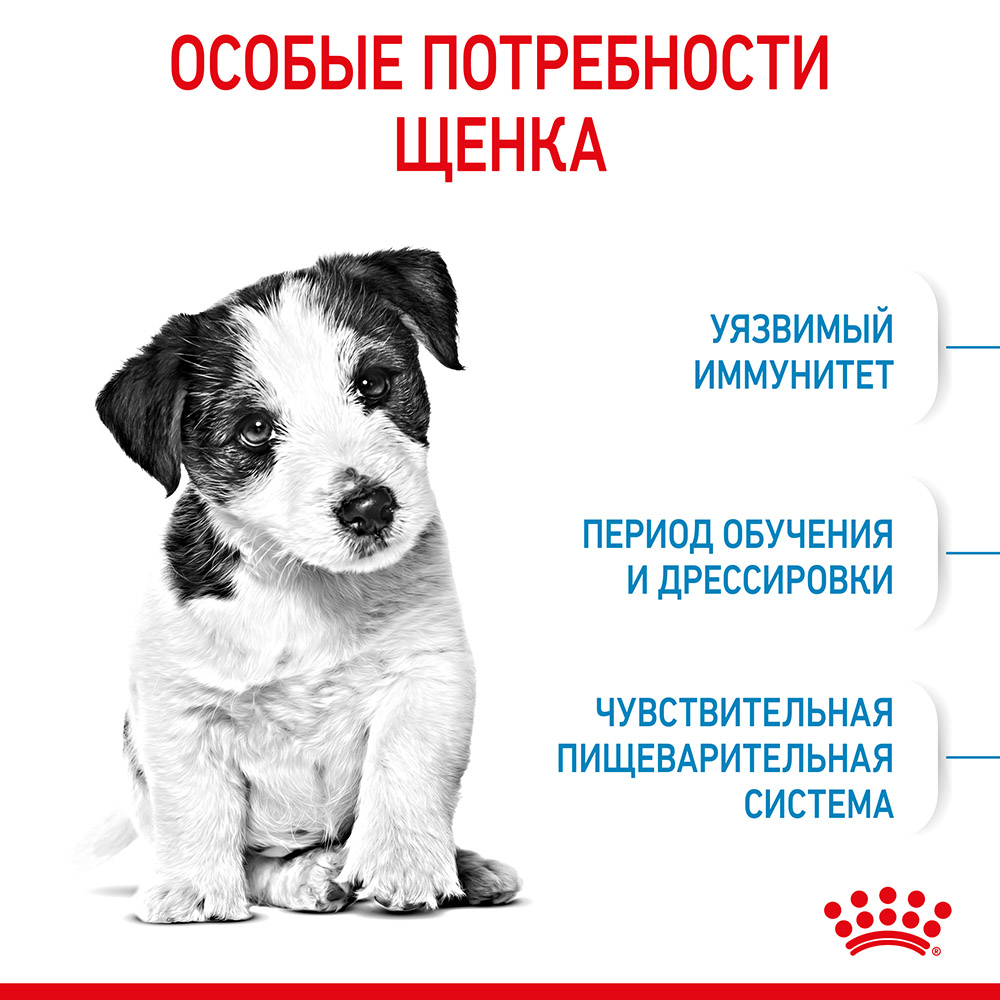 ОСОБЫЕ ПОТРЕБНОСТИ
ЩЕНКА
УЯЗВИМЫЙ
ИММУНИТЕТ
ПЕРИОД ОБУЧЕНИЯ
И ДРЕССИРОВКИ
ЧУВСТВИТЕЛЬНАЯ
ПИЩЕВАРИТЕЛЬНАЯ
СИСТЕМА
®